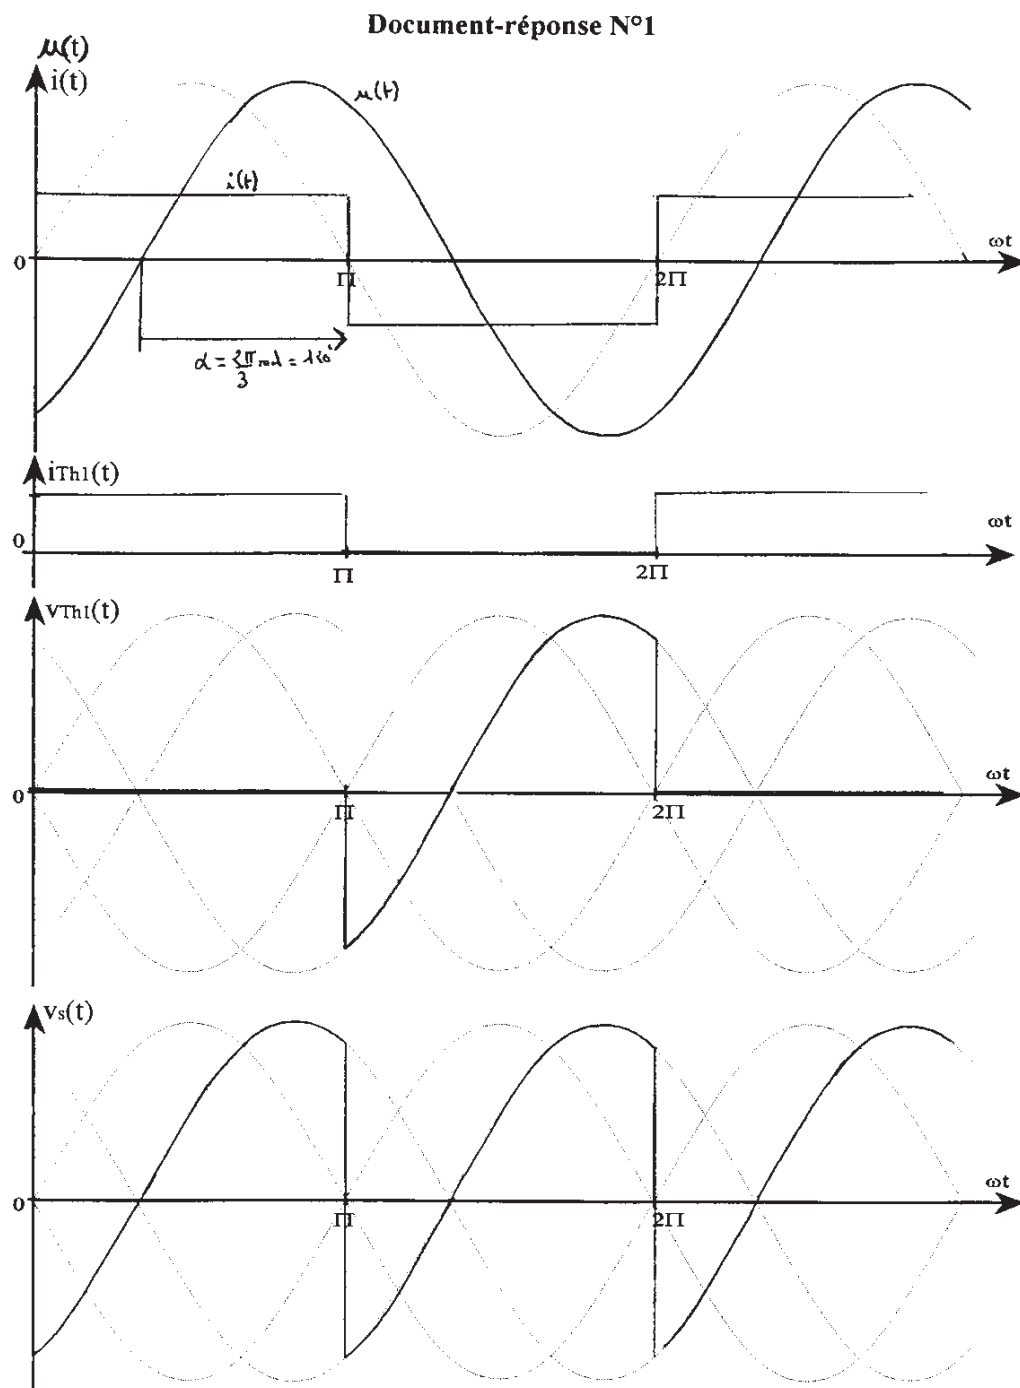 Document-réponse N°1
u(t)
i(t)
u(t)
i(t)
0
Π
2Π
ωt
α = 2Π/3 rad = 120°
iTh1(t)
0
Π
2Π
ωt
vTh1(t)
0
Π
2Π
ωt
vs(t)
0
Π
2Π
ωt